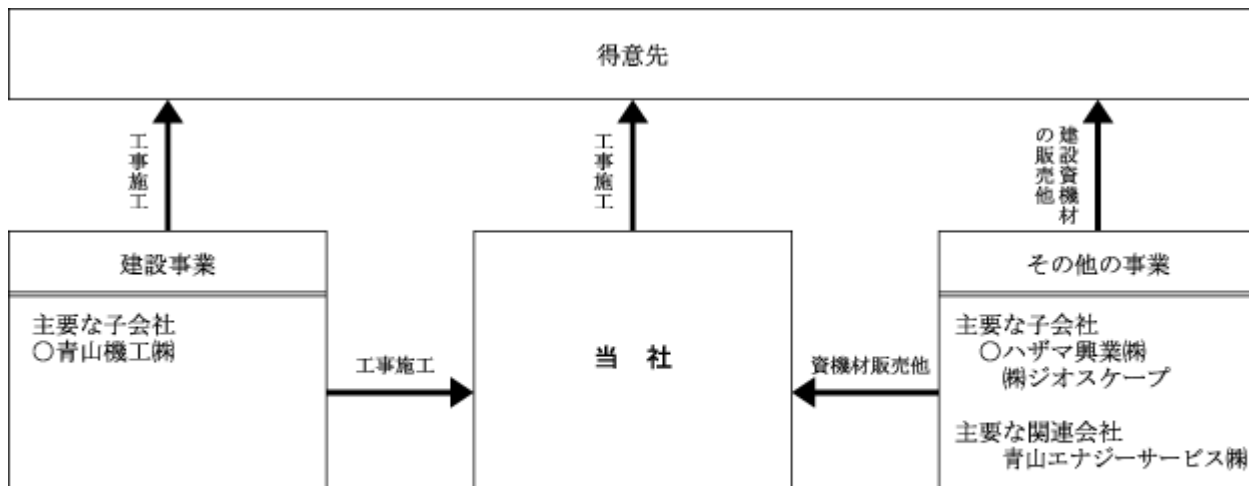 得意先
工事施工
工事施工
建設資機材
の販売他
建設事業
主要な子会社
○青山機工㈱
工事施工
当 社
資機材販売他
その他の事業
主要な子会社
○ハザマ興業㈱
㈱ジオスケープ
主要な関連会社
青山エナジーサービス㈱